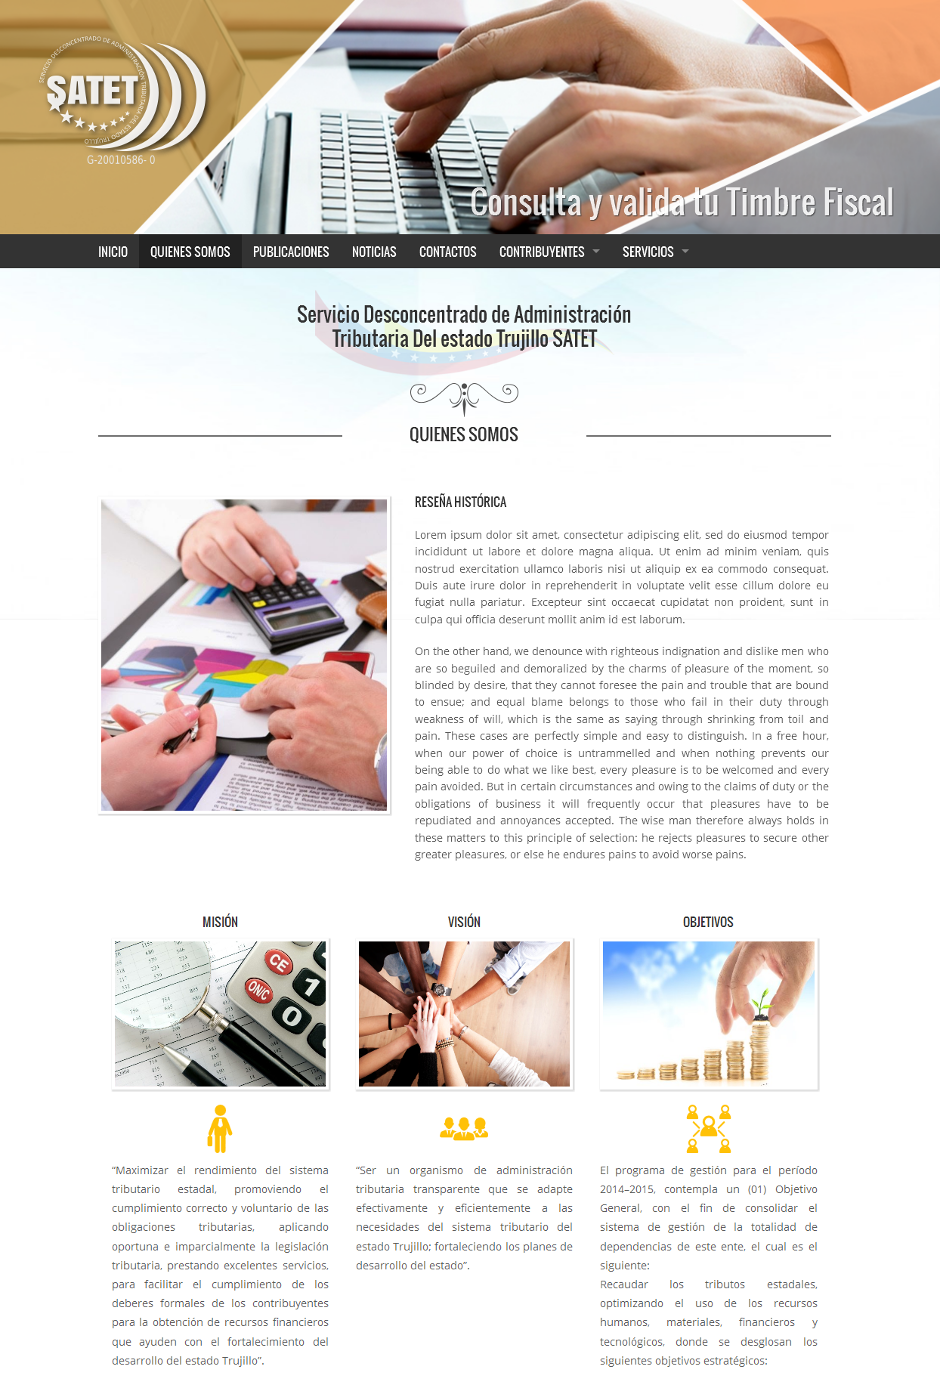 SERVICIO DESCONCENTRADO DE ADMINISTRACIÓN TRIBUTARIA DEL ESTADO TRUJILLO
SATET
G-20010586- 0
Consulta y valida tu Timbre Fiscal
INICIO QUIENES SOMOS PUBLICACIONES NOTICIAS CONTACTOS CONTRIBUYENTES SERVICIOS
Servicio Desconcentrado de Administración
Tributaria Del estado Trujillo SATET
QUIENES SOMOS
RESEÑA HISTÓRICA
Lorem ipsum dolor sit amet, consectetur adipiscing elit, sed do eiusmod tempor
incididunt ut labore et dolore magna aliqua. Ut enim ad minim veniam, quis
nostrud exercitation ullamco laboris nisi ut aliquip ex ea commodo consequat.
Duis aute irure dolor in reprehenderit in voluptate velit esse cillum dolore eu
fugiat nulla pariatur. Excepteur sint occaecat cupidatat non proident, sunt in
culpa qui officia deserunt mollit anim id est laborum.
On the other hand, we denounce with righteous indignation and dislike men who
are so beguiled and demoralized by the charms of pleasure of the moment, so
blinded by desire, that they cannot foresee the pain and trouble that are bound
to ensue; and equal blame belongs to those who fail in their duty through
weakness of will, which is the same as saying through shrinking from toil and
pain. These cases are perfectly simple and easy to distinguish. In a free hour,
when our power of choice is untrammelled and when nothing prevents our
being able to do what we like best, every pleasure is to be welcomed and every
pain avoided. But in certain circumstances and owing to the claims of duty or the
obligations of business it will frequently occur that pleasures have to be
repudiated and annoyances accepted. The wise man therefore always holds in
these matters to this principle of selection: he rejects pleasures to secure other
greater pleasures, or else he endures pains to avoid worse pains.
MISIÓN
CE
ON/C
1
0
“Maximizar el rendimiento del sistema
tributario estadal, promoviendo el
cumplimiento correcto y voluntario de las
obligaciones tributarias, aplicando
oportuna e imparcialmente la legislación
tributaria, prestando excelentes servicios,
para facilitar el cumplimiento de los
deberes formales de los contribuyentes
para la obtención de recursos financieros
que ayuden con el fortalecimiento del
desarrollo del estado Trujillo”.
VISIÓN
“Ser un organismo de administración
tributaria transparente que se adapte
efectivamente y eficientemente a las
necesidades del sistema tributario del
estado Trujillo; fortaleciendo los planes de
desarrollo del estado”.
OBJETIVOS
El programa de gestión para el período
2014–2015, contempla un (01) Objetivo
General, con el fin de consolidar el
sistema de gestión de la totalidad de
dependencias de este ente, el cual es el
siguiente:
Recaudar los tributos estadales,
optimizando el uso de los recursos
humanos, materiales, financieros y
tecnológicos, donde se desglosan los
siguientes objetivos estratégicos: